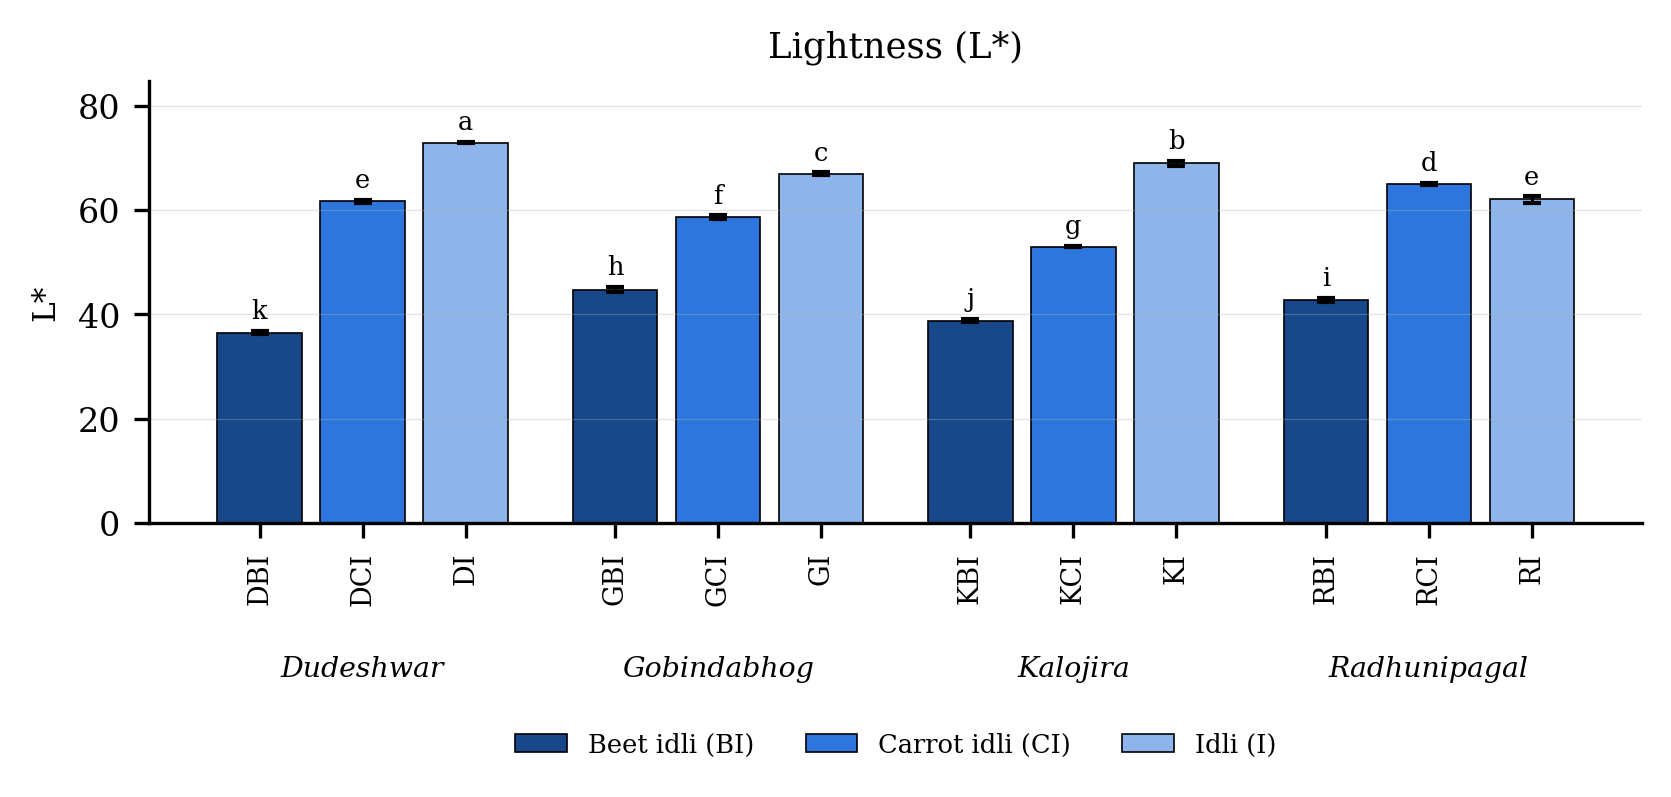 Lightness (L*)
L*
80
60
40
20
0
k
e
a
h
f
c
j
g
b
i
d
e
DBI
DCI
DI
GBI
GCI
GI
KBI
KCI
KI
RBI
RCI
RI
Dudeshwar
Gobindabhog
Kalojira
Radhunipagal
Beet idli (BI)
Carrot idli (CI)
Idli (I)